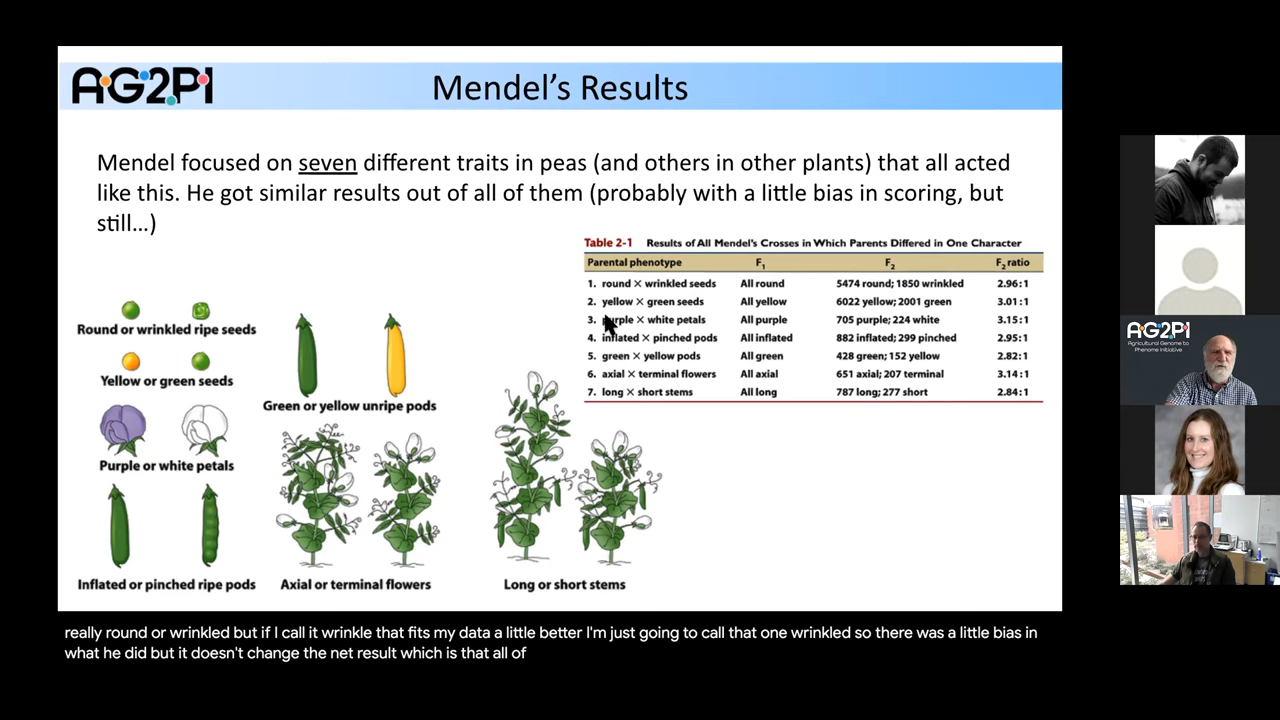 AG2PI
Mendel's Results
Mendel focused on seven different traits in peas (and others in other plants) that all acted
like this. He got similar results out of all of them (probably with a little bias in scoring, but
still...)
Table 2-1 Results of All Mendel's Crosses in Which Parents Differed in One Character
Parental phenotype F1 F2 F2 ratio
1. round × wrinkled seeds All round 5474 round; 1850 wrinkled 2.96:1
2. yellow × green seeds All yellow 6022 yellow; 2001 green 3.01:1
3. purple × white petals All purple 705 purple; 224 white 3.15:1
4. inflated × pinched pods All inflated 882 inflated; 299 pinched 2.95:1
5. green × yellow pods All green 428 green; 152 yellow 2.82:1
6. axial × terminal flowers All axial 651 axial; 207 terminal 3.14:1
7. long × short stems All long 787 long; 277 short 2.84:1
Round or wrinkled ripe seeds
Yellow or green seeds
Green or yellow unripe pods
Purple or white petals
Inflated or pinched ripe pods
Axial or terminal flowers
Long or short stems
AG2PI
Agricultural Genome to
Phenome Initiative
really round or wrinkled but if I call it wrinkle that fits my data a little better I'm just going to call that one wrinkled so there was a little bias in
what he did but it doesn't change the net result which is that all of